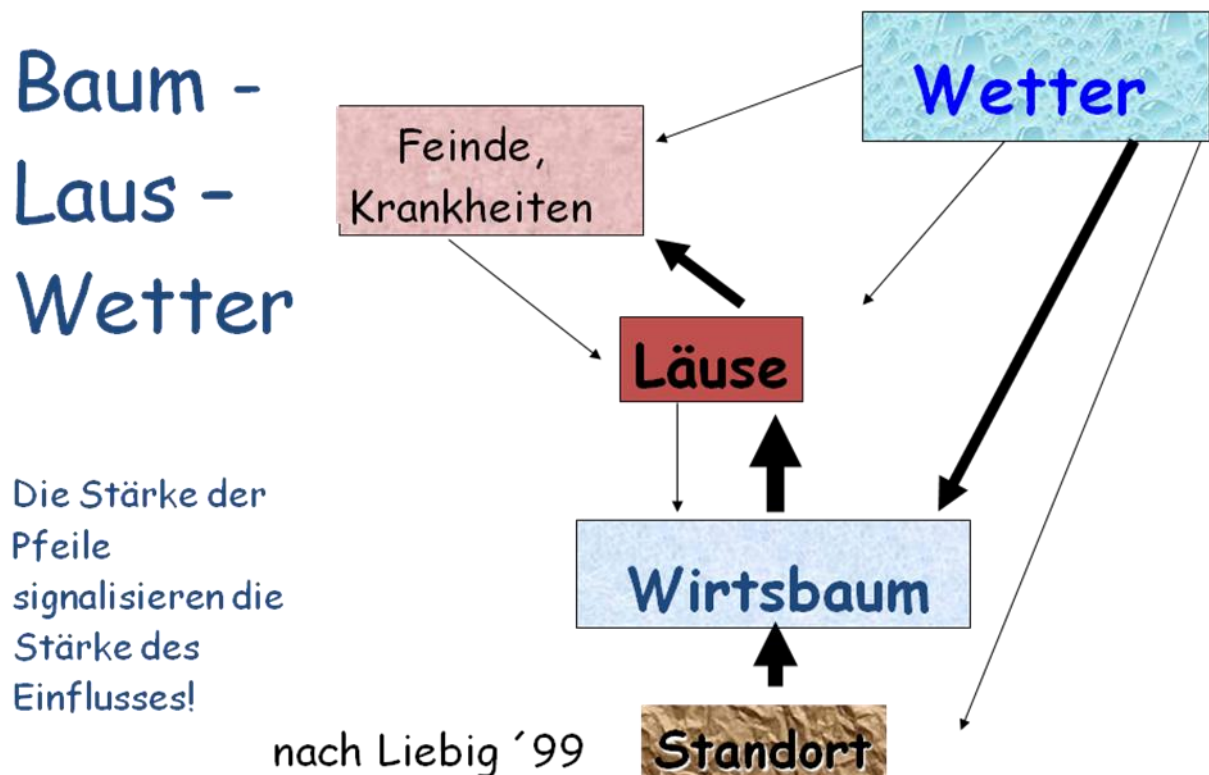 Baum -
Laus -
Wetter
Wetter
Feinde,
Krankheiten
Läuse
Wirtsbaum
Die Stärke der
Pfeile
signalisieren die
Stärke des
Einflusses!
nach Liebig ´99
Standort